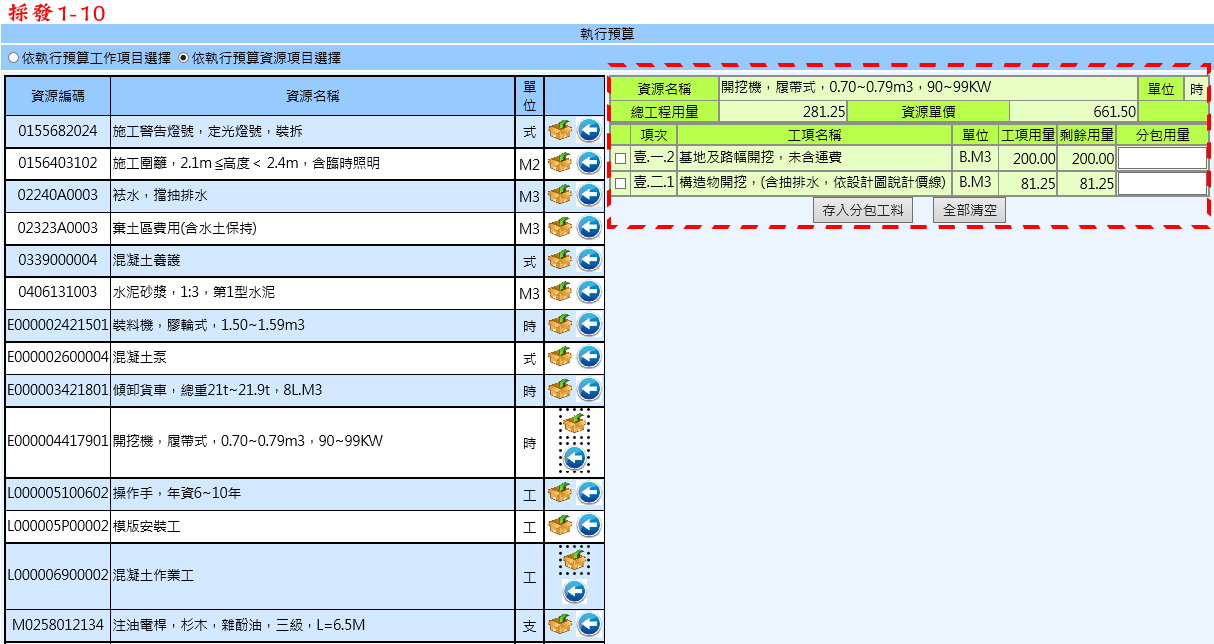 採發1-10
執行預算
依執行預算工作項目選擇 依執行預算資源項目選擇
資源編碼 資源名稱 單位
0155682024 施工警告燈號，定光燈號，裝拆 式
0156403102 施工圍籬，2.1m≦高度＜2.4m，含臨時照明 M2
02240A0003 袪水，擋抽排水 M3
02323A0003 棄土區費用(含水土保持) M3
0339000004 混凝土養護 式
0406131003 水泥砂漿，1:3，第1型水泥 M3
E000002421501 裝料機，膠輪式，1.50~1.59m3 時
E000002600004 混凝土泵 式
E000003421801 傾卸貨車，總重21t~21.9t，8L.M3 時
E000004417901 開挖機，履帶式，0.70~0.79m3，90~99KW 時
L000005100602 操作手，年資6~10年 工
L000005P00002 模版安裝工 工
L000006900002 混凝土作業工 工
M0258012134 注油電桿，杉木，雜酚油，三級，L=6.5M 支
資源名稱 開挖機，履帶式，0.70~0.79m3，90~99KW 單位 時
總工程用量 281.25 資源單價 661.50
項次 工項名稱 單位 工項用量 剩餘用量 分包用量
壹.一.2 基地及路幅開挖，未含運費 B.M3 200.00 200.00
壹.二.1 構造物開挖，(含抽排水，依設計圖說計價線) B.M3 81.25 81.25
存入分包工料 全部清空